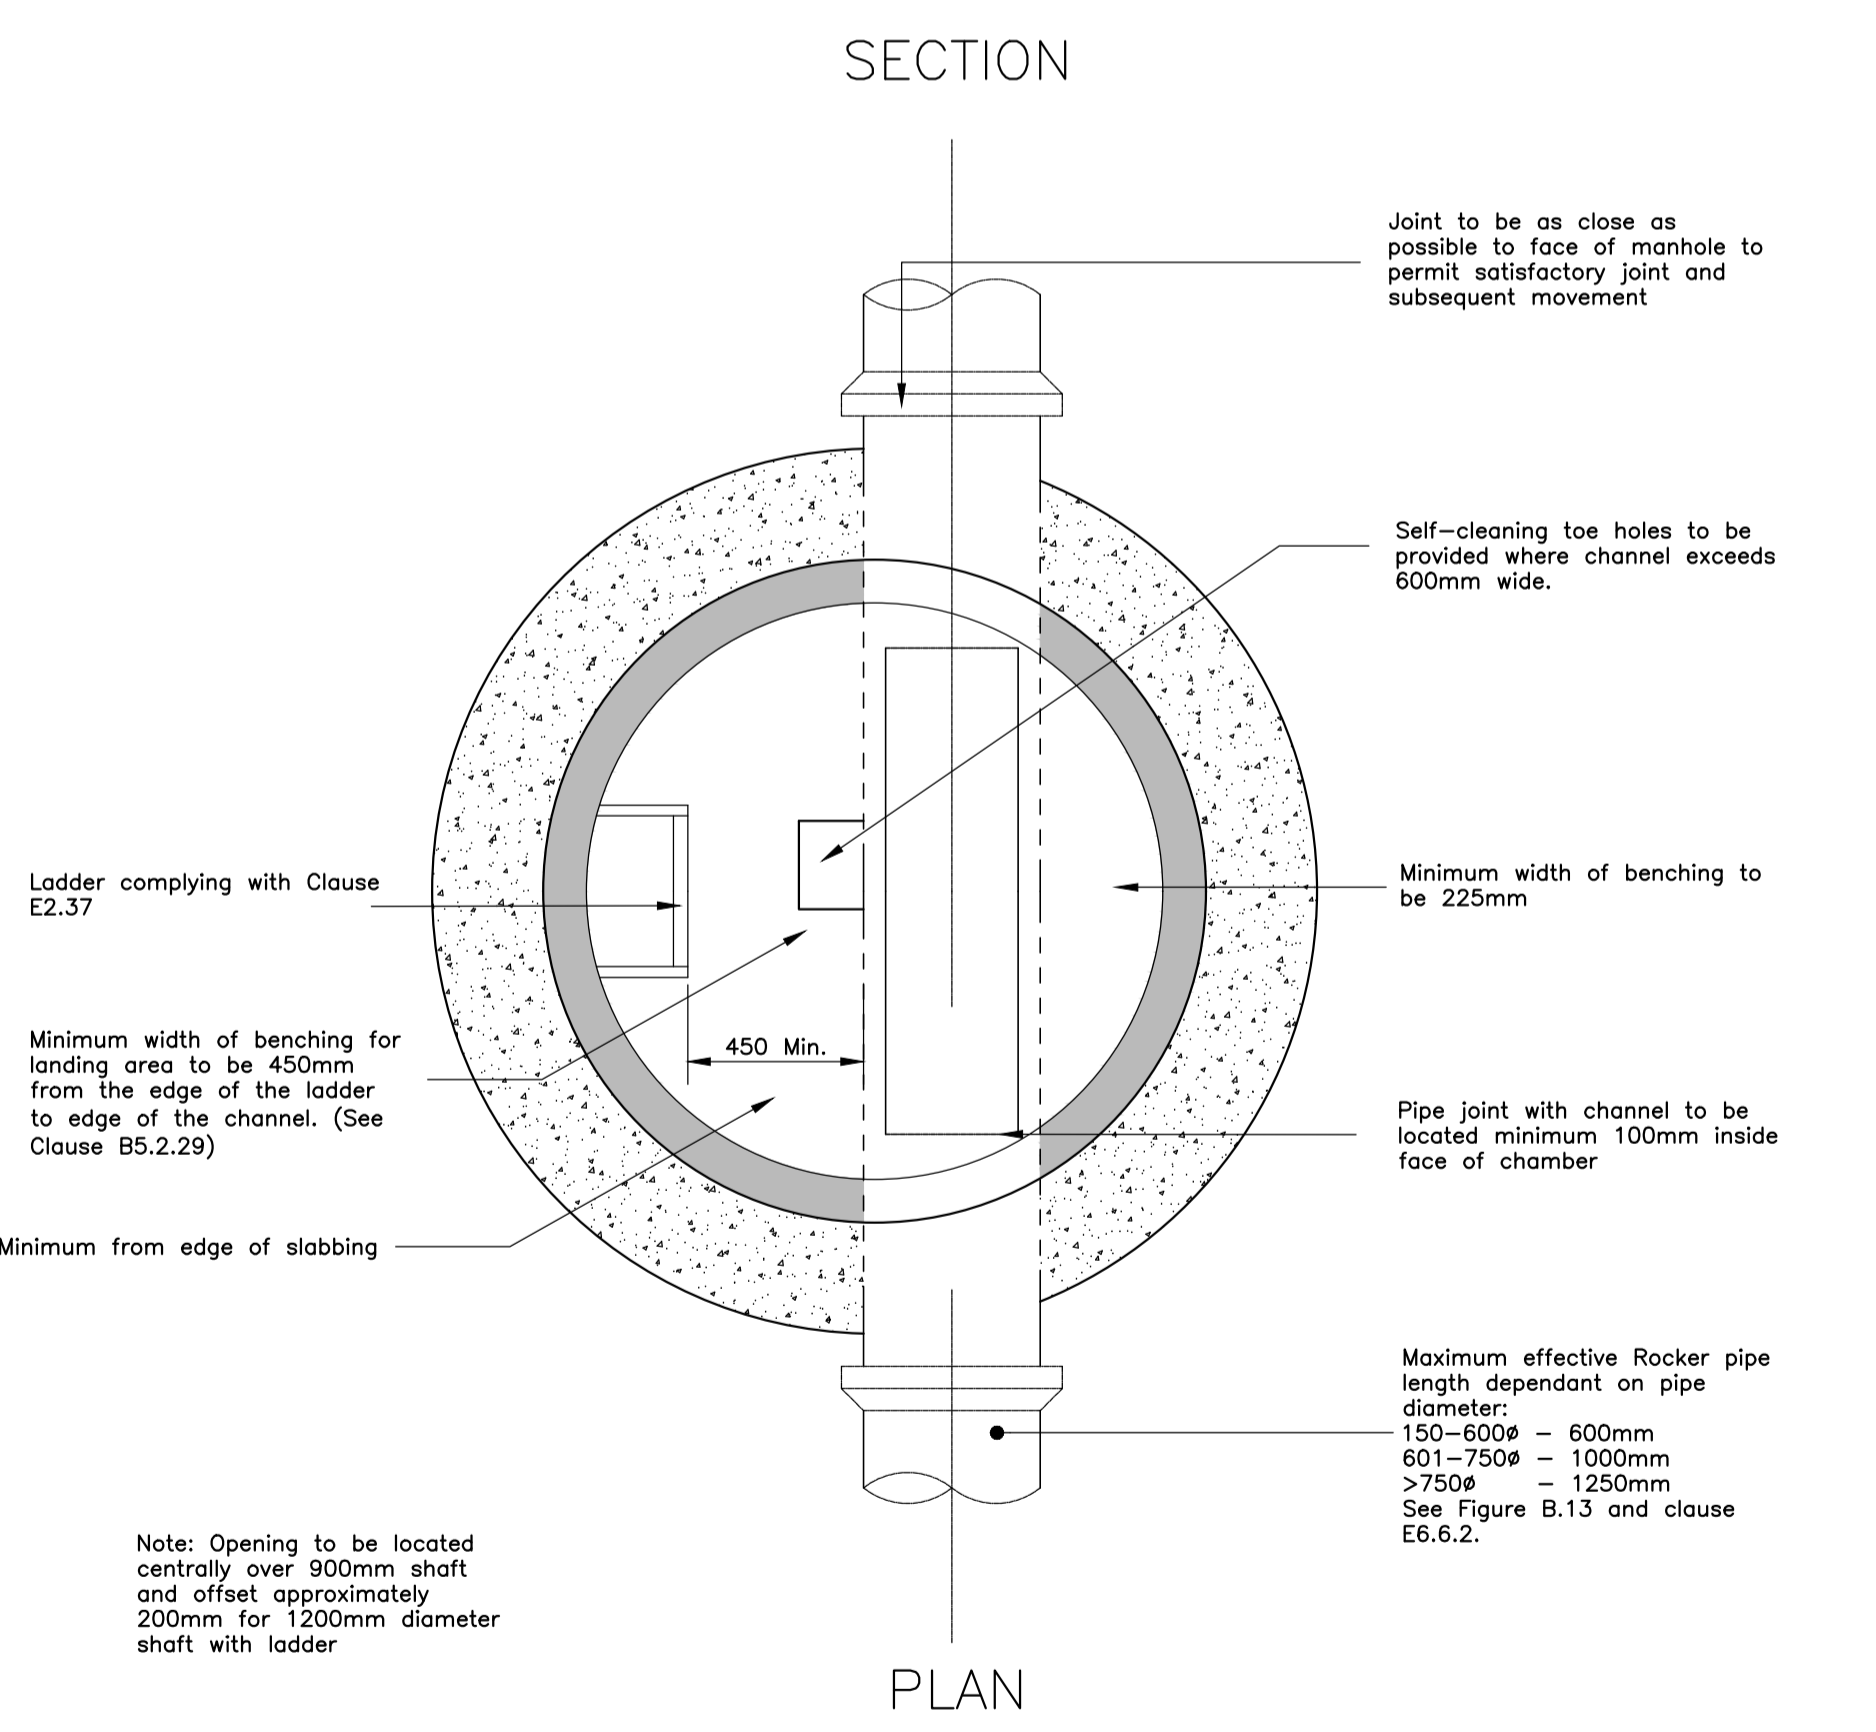 SECTION
Joint to be as close as
possible to face of manhole to
permit satisfactory joint and
subsequent movement
Self-cleaning toe holes to be
provided where channel exceeds
600mm wide.
Ladder complying with Clause
E2.37
Minimum width of benching to
be 225mm
Minimum width of benching for
landing area to be 450mm
from the edge of the ladder
to edge of the channel. (See
Clause B5.2.29)
450 Min.
Pipe joint with channel to be
located minimum 100mm inside
face of chamber
Minimum from edge of slabbing
Maximum effective Rocker pipe
length dependant on pipe
diameter:
150-600ø - 600mm
601-750ø - 1000mm
>750ø - 1250mm
See Figure B.13 and clause
E6.6.2.
Note: Opening to be located
centrally over 900mm shaft
and offset approximately
200mm for 1200mm diameter
shaft with ladder
PLAN